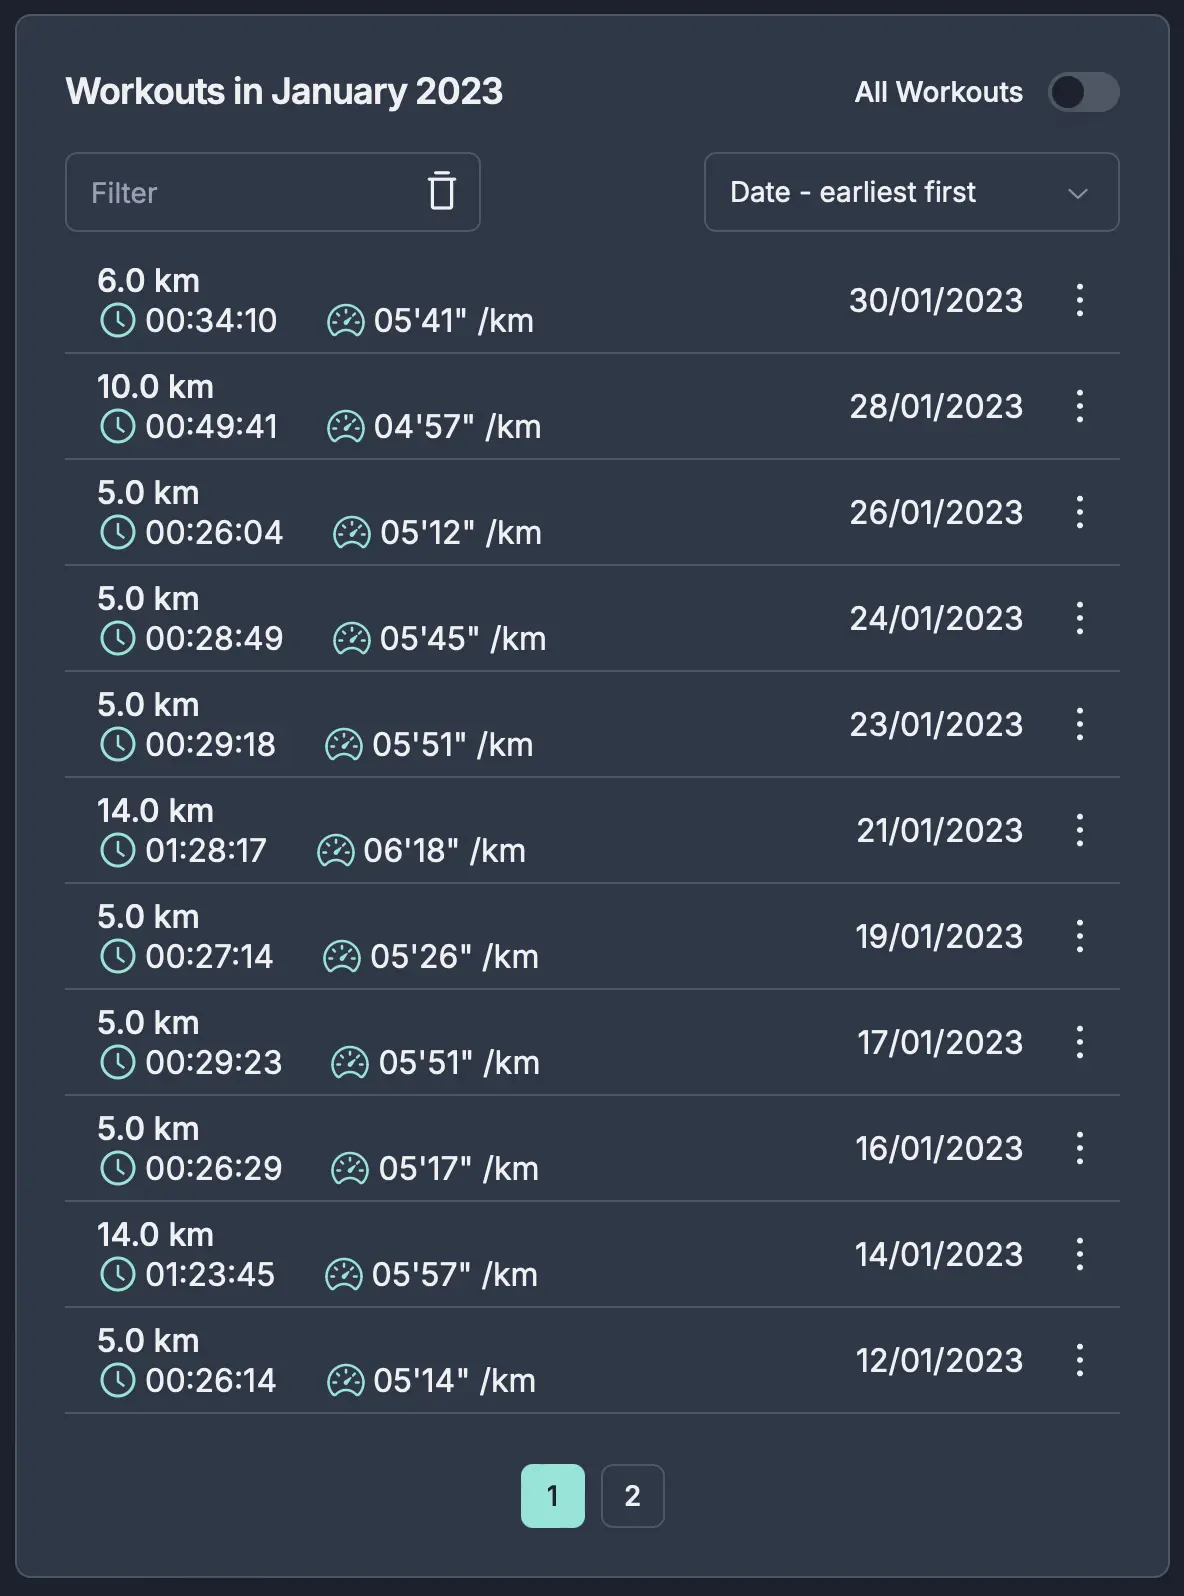 Workouts in January 2023
All Workouts
Filter
Date - earliest first
6.0 km
00:34:10 05'41" /km
30/01/2023
10.0 km
00:49:41 04'57" /km
28/01/2023
5.0 km
00:26:04 05'12" /km
26/01/2023
5.0 km
00:28:49 05'45" /km
24/01/2023
5.0 km
00:29:18 05'51" /km
23/01/2023
14.0 km
01:28:17 06'18" /km
21/01/2023
5.0 km
00:27:14 05'26" /km
19/01/2023
5.0 km
00:29:23 05'51" /km
17/01/2023
5.0 km
00:26:29 05'17" /km
16/01/2023
14.0 km
01:23:45 05'57" /km
14/01/2023
5.0 km
00:26:14 05'14" /km
12/01/2023
1 2